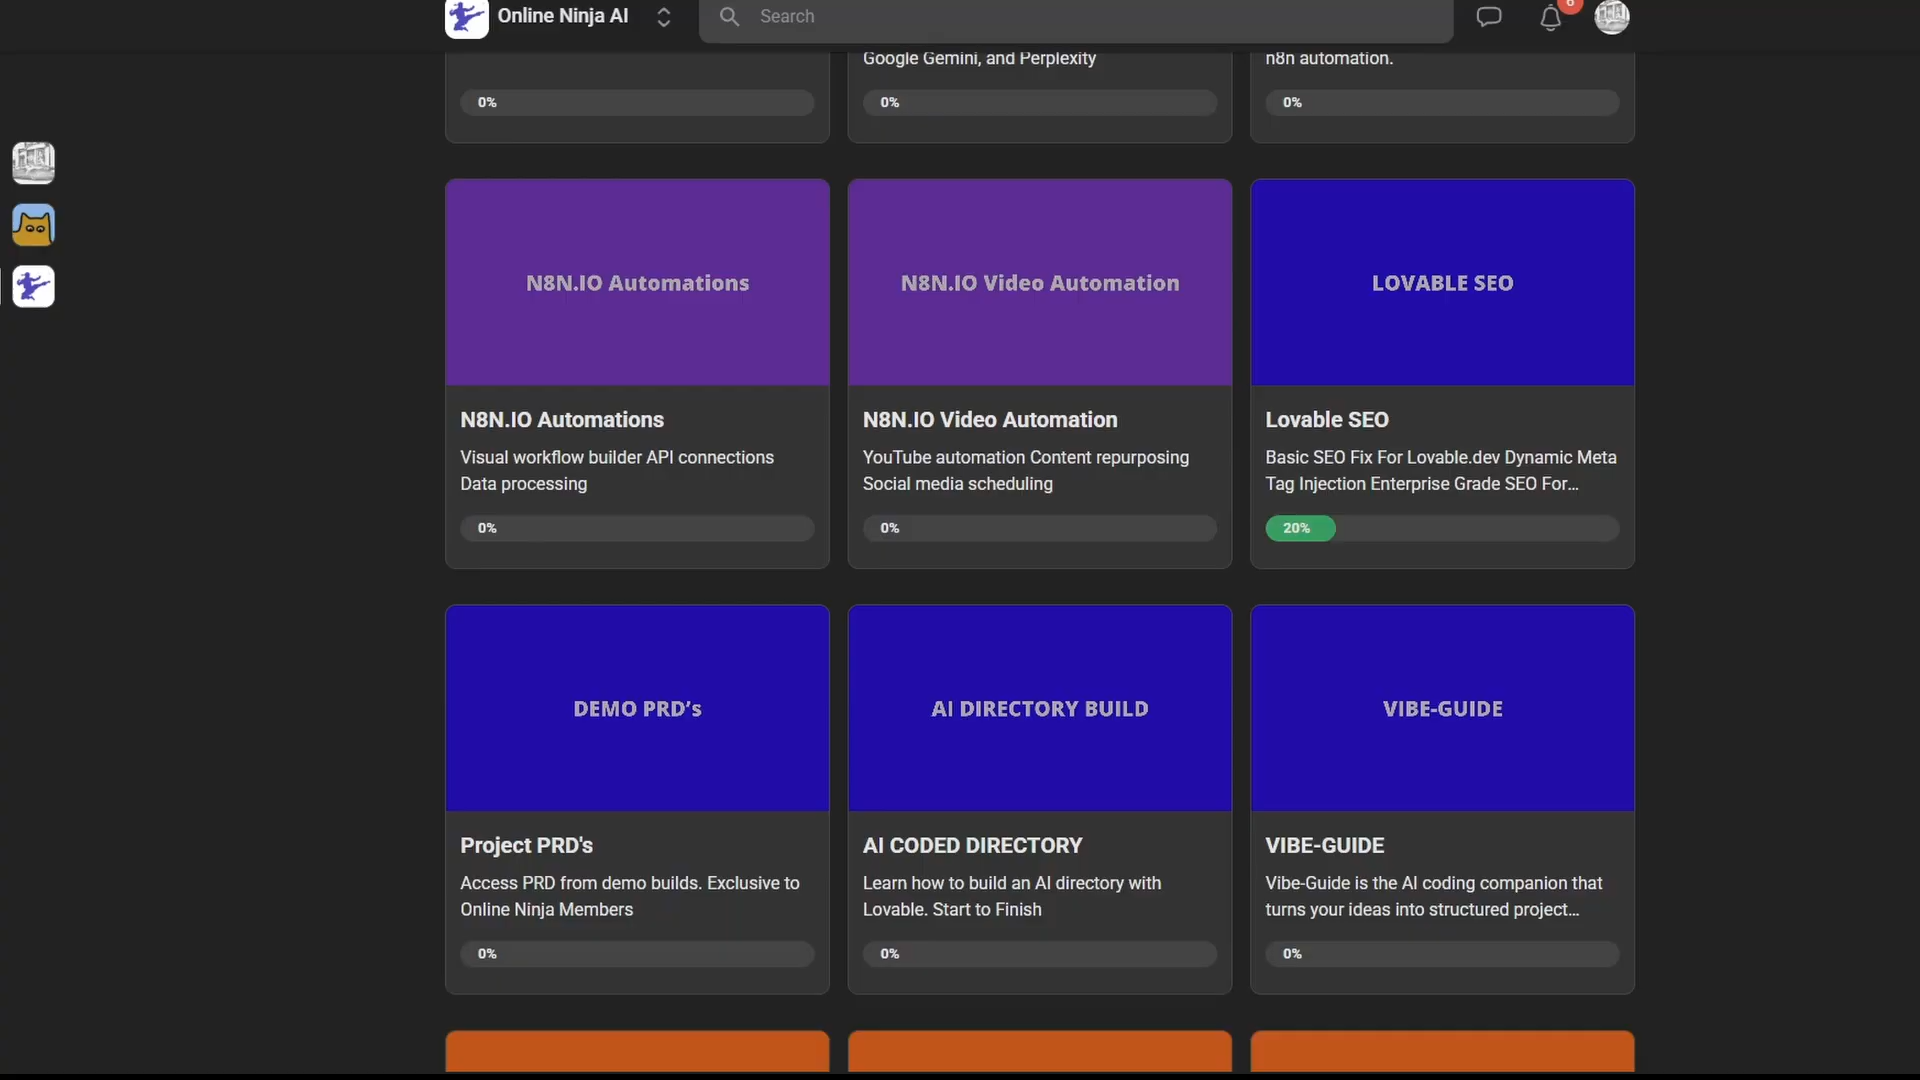 Online Ninja AI
Search
6
Google Gemini, and Perplexity
n8n automation.
0%
0%
0%
N8N.IO Automations
N8N.IO Video Automation
LOVABLE SEO
N8N.IO Automations
Visual workflow builder API connections
Data processing
0%
N8N.IO Video Automation
YouTube automation Content repurposing
Social media scheduling
0%
Lovable SEO
Basic SEO Fix For Lovable.dev Dynamic Meta
Tag Injection Enterprise Grade SEO For...
20%
DEMO PRD’s
AI DIRECTORY BUILD
VIBE-GUIDE
Project PRD's
Access PRD from demo builds. Exclusive to
Online Ninja Members
0%
AI CODED DIRECTORY
Learn how to build an AI directory with
Lovable. Start to Finish
0%
VIBE-GUIDE
Vibe-Guide is the AI coding companion that
turns your ideas into structured project...
0%